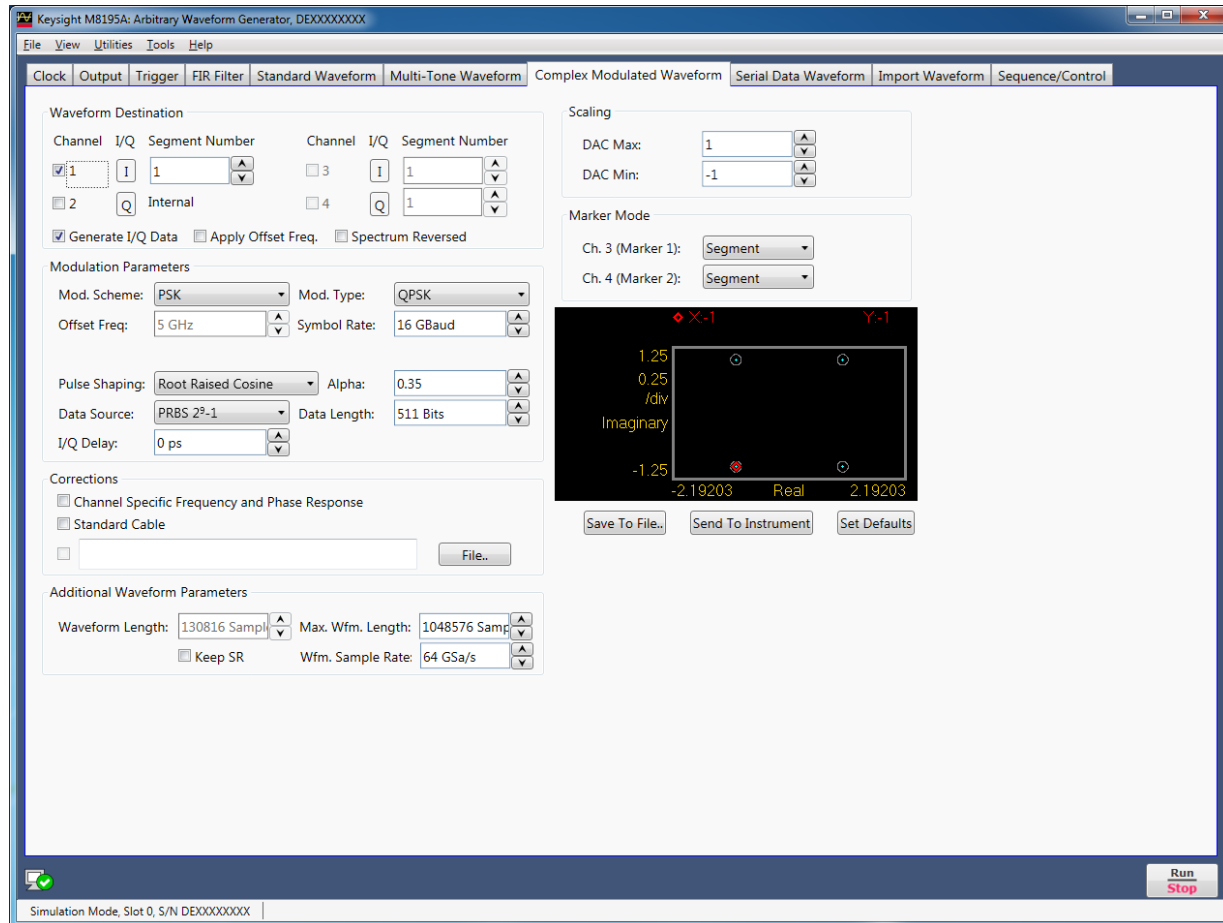 Keysight M8195A: Arbitrary Waveform Generator, DEXXXXXXXX
File View Utilities Tools Help
Clock Output Trigger FIR Filter Standard Waveform Multi-Tone Waveform Complex Modulated Waveform Serial Data Waveform Import Waveform Sequence/Control
Waveform Destination
Channel I/Q Segment Number Channel I/Q Segment Number
1 I 1 3 I 1
2 Q Internal 4 Q 1
Generate I/Q Data Apply Offset Freq. Spectrum Reversed
Modulation Parameters
Mod. Scheme: PSK Mod. Type: QPSK
Offset Freq: 5 GHz Symbol Rate: 16 GBaud
Pulse Shaping: Root Raised Cosine Alpha: 0.35
Data Source: PRBS 2⁹-1 Data Length: 511 Bits
I/Q Delay: 0 ps
Corrections
Channel Specific Frequency and Phase Response
Standard Cable
File..
Additional Waveform Parameters
Waveform Length: 130816 Sampl Max. Wfm. Length: 1048576 Samp
Keep SR Wfm. Sample Rate: 64 GSa/s
Scaling
DAC Max: 1
DAC Min: -1
Marker Mode
Ch. 3 (Marker 1): Segment
Ch. 4 (Marker 2): Segment
X:-1 Y:-1
1.25
0.25
/div
Imaginary
-1.25
-2.19203 Real 2.19203
Save To File.. Send To Instrument Set Defaults
Run
Stop
Simulation Mode, Slot 0, S/N DEXXXXXXXX